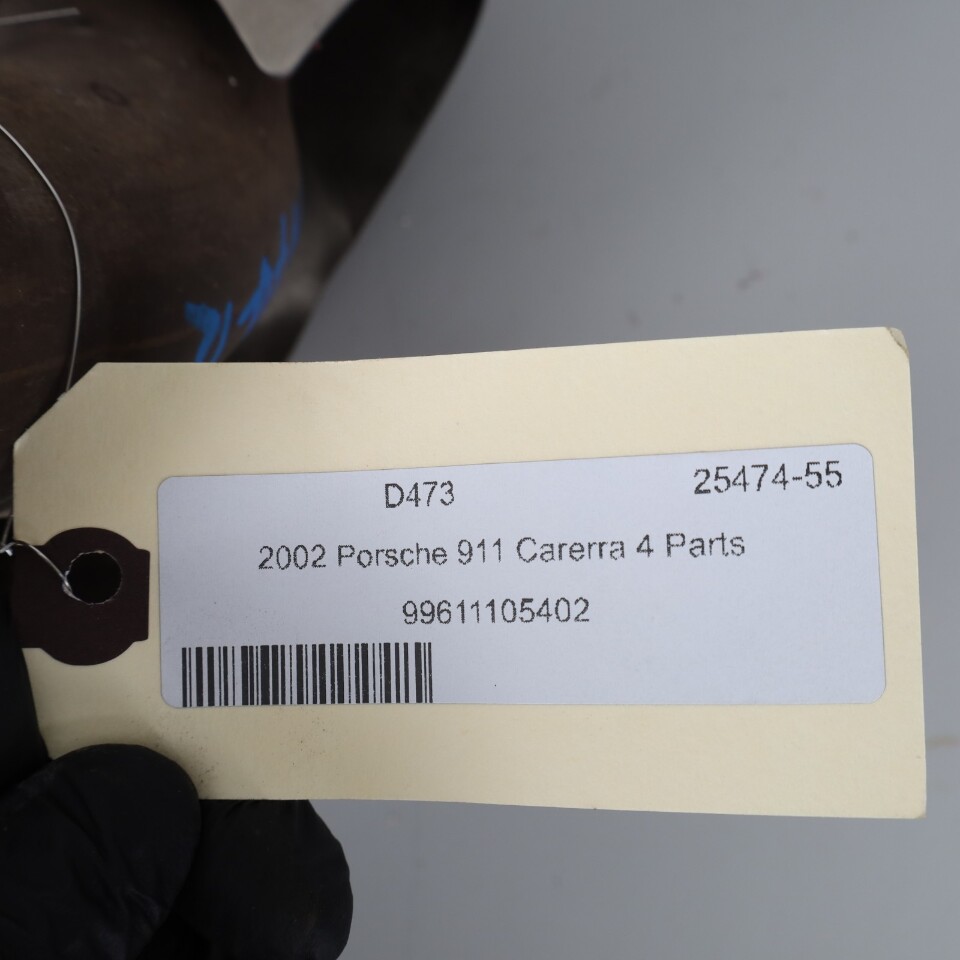 D473 25474-55
2002 Porsche 911 Carerra 4 Parts
99611105402